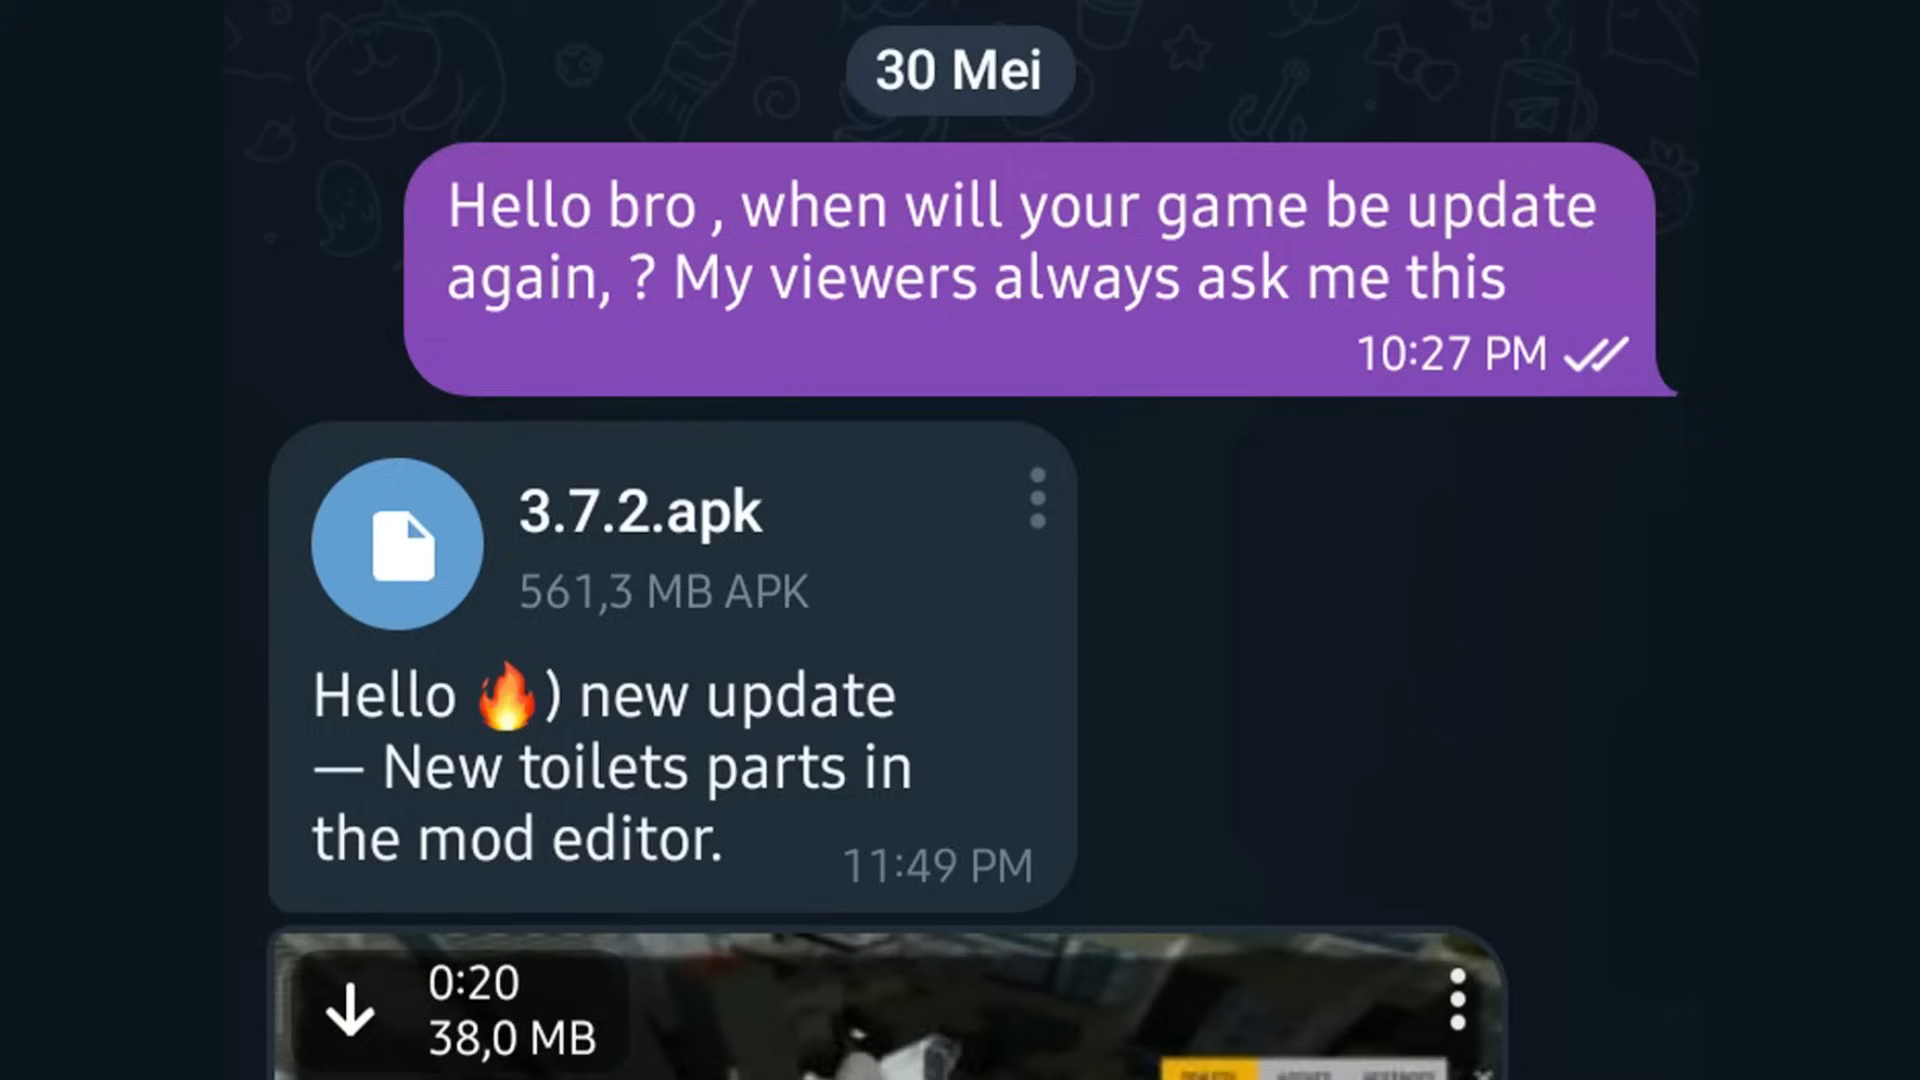 30 Mei
Hello bro , when will your game be update
again, ? My viewers always ask me this
10:27 PM
3.7.2.apk
561,3 MB APK
Hello 🔥) new update
— New toilets parts in
the mod editor.
11:49 PM
0:20
38,0 MB